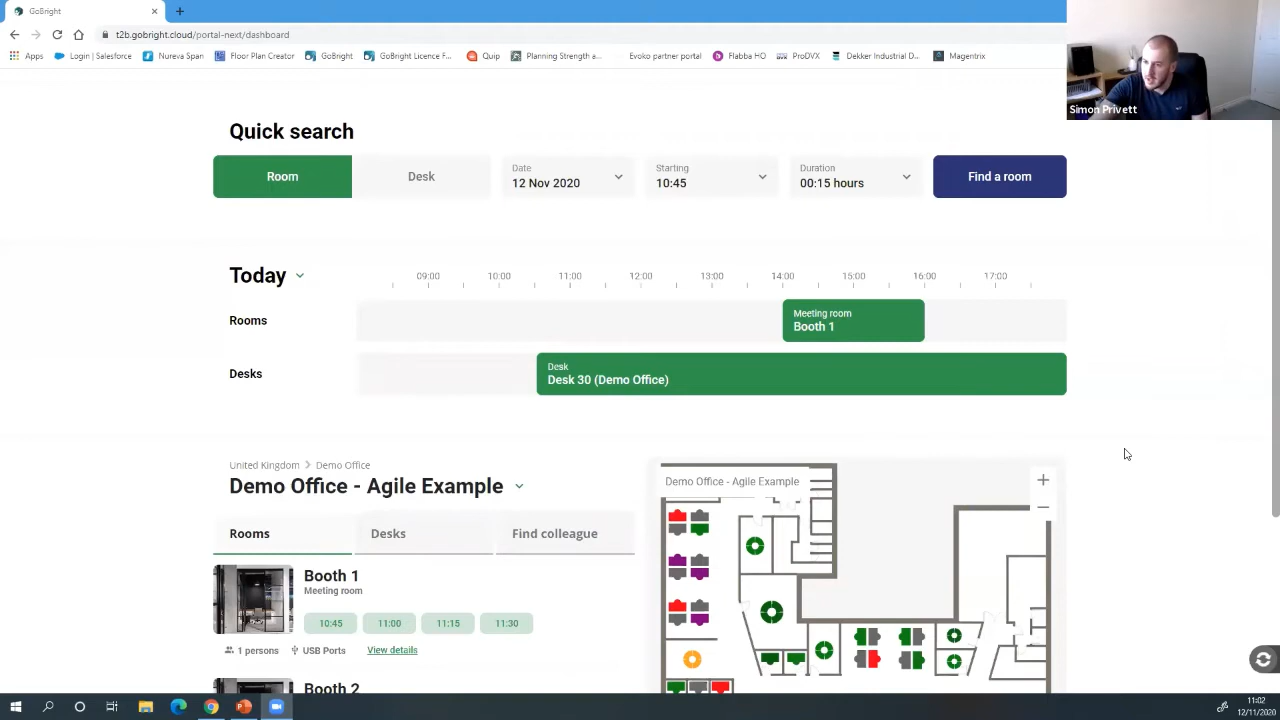 GoBright
t2b.gobright.cloud/portal-next/dashboard
Apps Login | Salesforce Nureva Span Floor Plan Creator GoBright GoBright Licence F... Quip Planning Strength a... Evoko partner portal Flabba HQ ProDVX Dekker Industrial D... Magentrix
Simon Privett
Quick search
Room Desk
Date
12 Nov 2020
Starting
10:45
Duration
00:15 hours
Find a room
Today 09:00 10:00 11:00 12:00 13:00 14:00 15:00 16:00 17:00
Rooms
Meeting room
Booth 1
Desks
Desk
Desk 30 (Demo Office)
United Kingdom > Demo Office
Demo Office - Agile Example
Rooms Desks Find colleague
Booth 1
Meeting room
10:45 11:00 11:15 11:30
1 persons USB Ports View details
Booth 2
Demo Office - Agile Example
11:02
12/11/2020